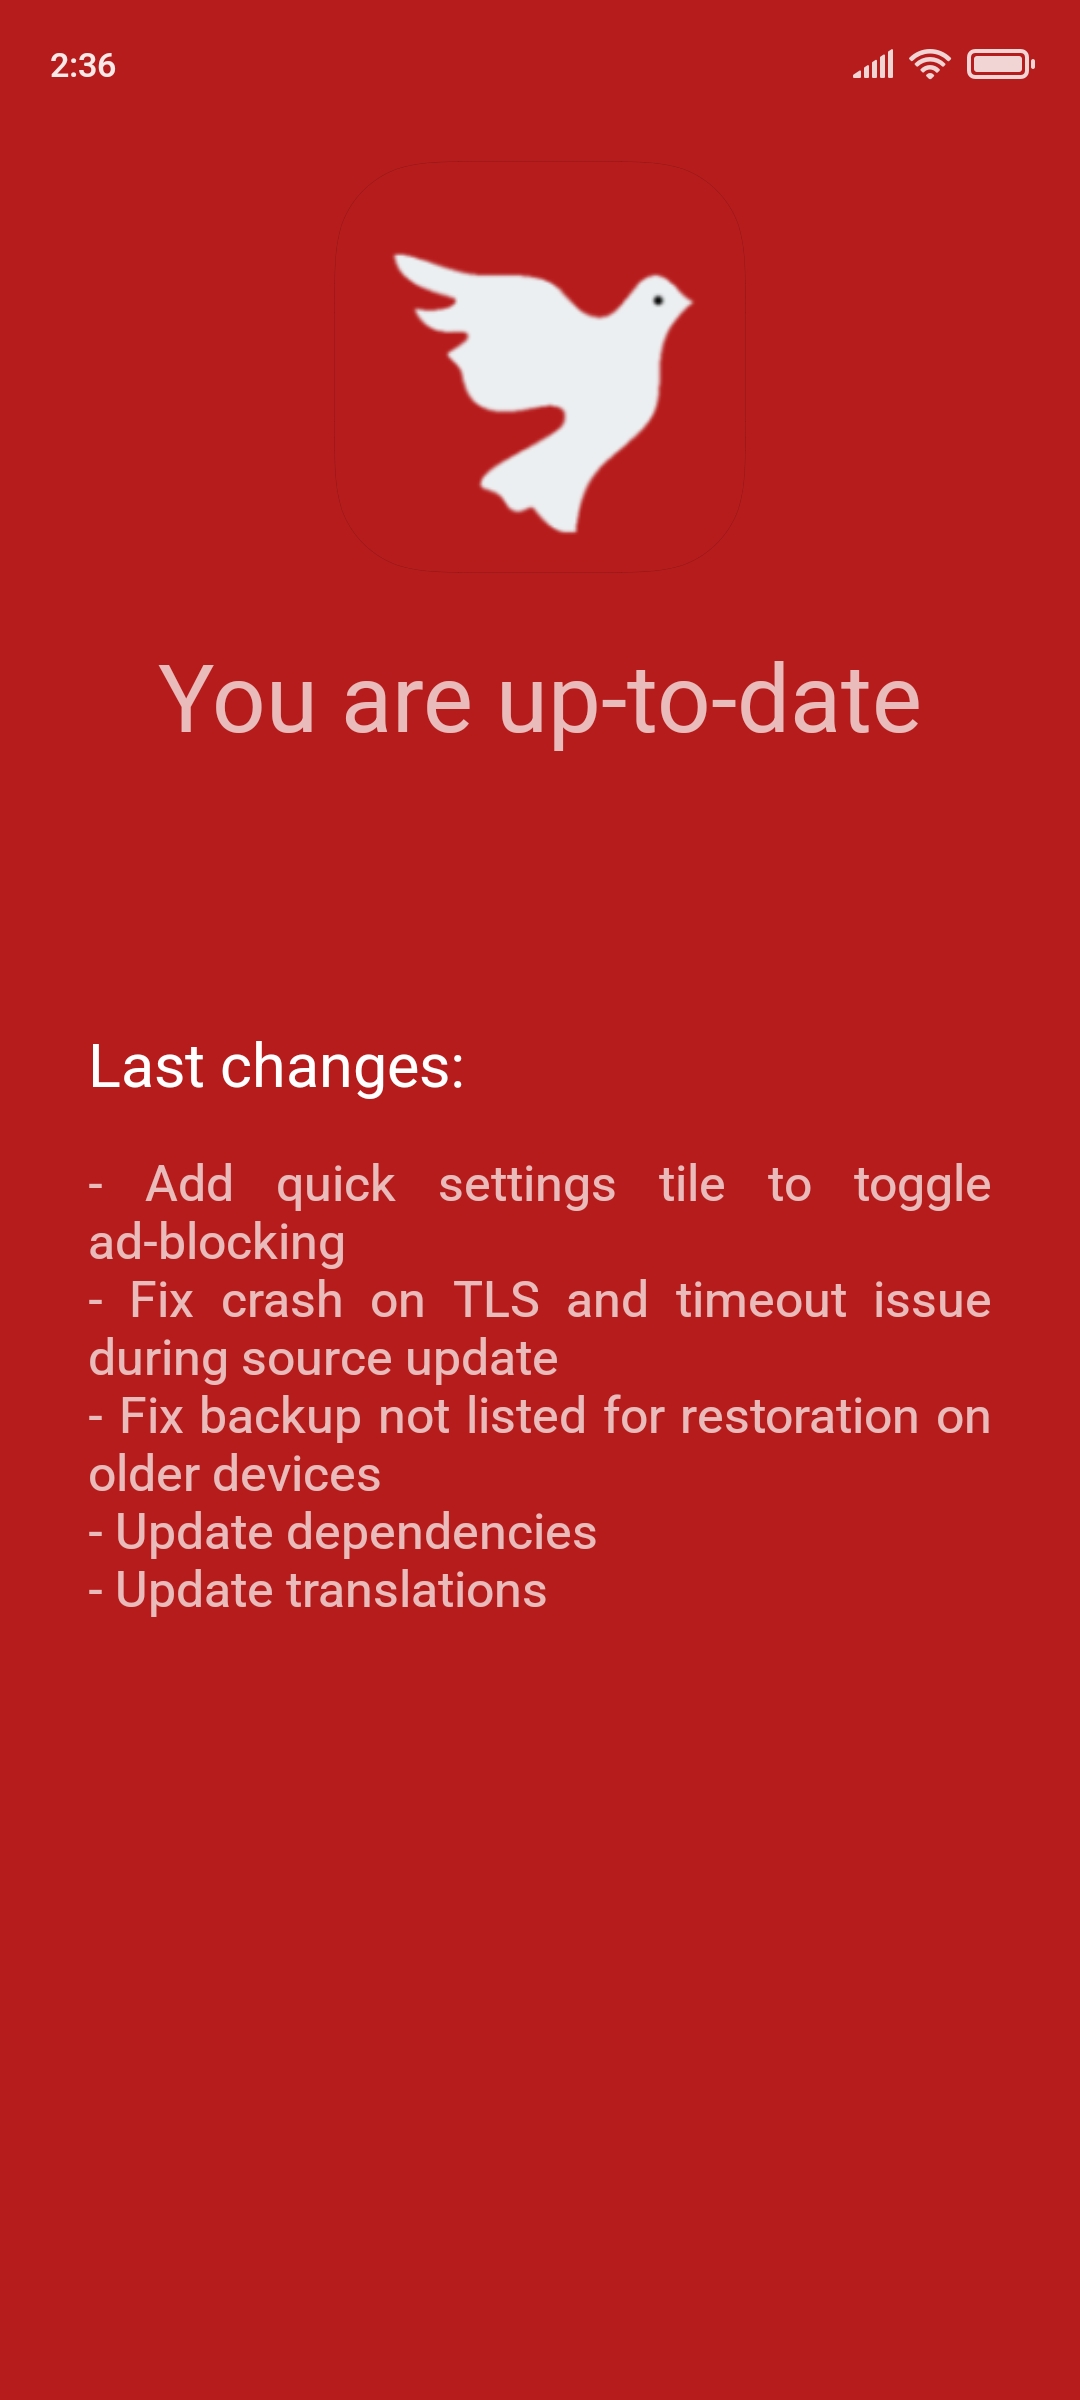 2:36
You are up-to-date
Last changes:
- Add quick settings tile to toggle
ad-blocking
- Fix crash on TLS and timeout issue
during source update
- Fix backup not listed for restoration on
older devices
- Update dependencies
- Update translations